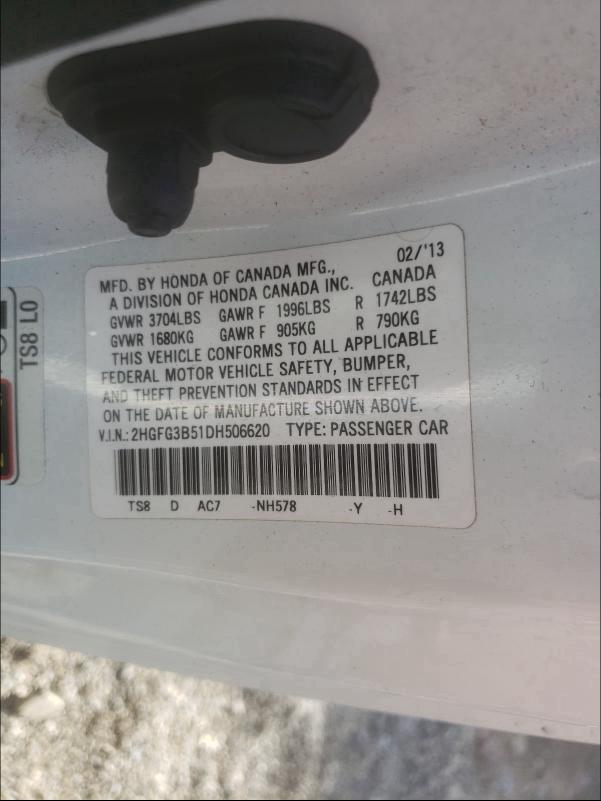 02/'13
MFD. BY HONDA OF CANADA MFG.,
A DIVISION OF HONDA CANADA INC. CANADA
GVWR 3704LBS GAWR F 1996LBS R 1742LBS
GVWR 1680KG GAWR F 905KG R 790KG
THIS VEHICLE CONFORMS TO ALL APPLICABLE
FEDERAL MOTOR VEHICLE SAFETY, BUMPER,
AND THEFT PREVENTION STANDARDS IN EFFECT
ON THE DATE OF MANUFACTURE SHOWN ABOVE.
V.I.N.: 2HGFG3B51DH506620 TYPE: PASSENGER CAR
TS8 D AC7 -NH578 -Y -H
TS8 L0